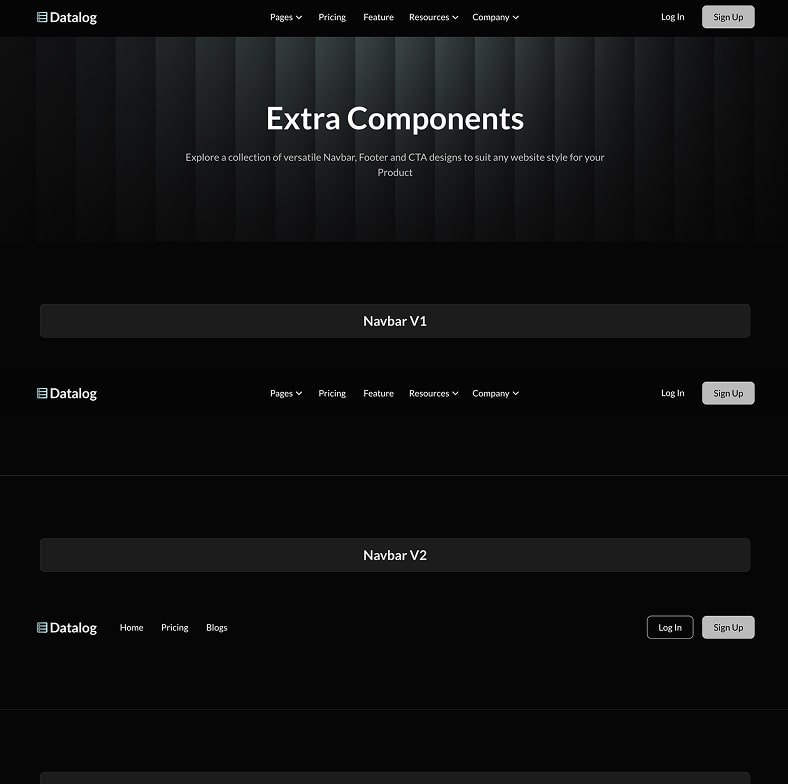 Datalog Pages Pricing Feature Resources Company Log In Sign Up
Extra Components
Explore a collection of versatile Navbar, Footer and CTA designs to suit any website style for your
Product
Navbar V1
Datalog Pages Pricing Feature Resources Company Log In Sign Up
Navbar V2
Datalog Home Pricing Blogs Log In Sign Up